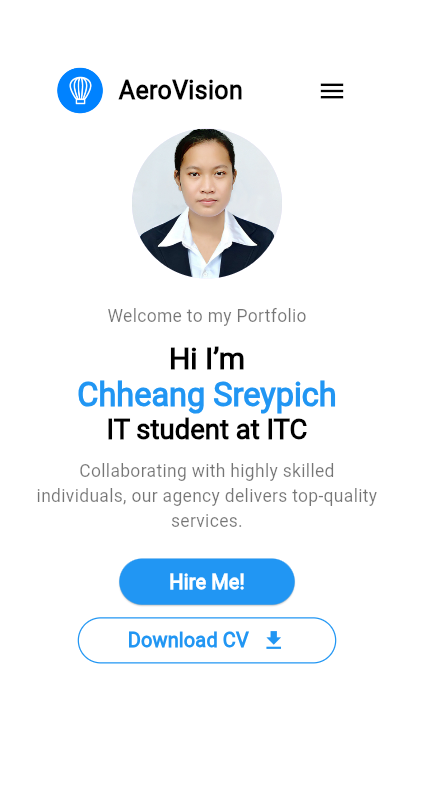 AeroVision
Welcome to my Portfolio
Hi I’m
Chheang Sreypich
IT student at ITC
Collaborating with highly skilled
individuals, our agency delivers top-quality
services.
Hire Me!
Download CV